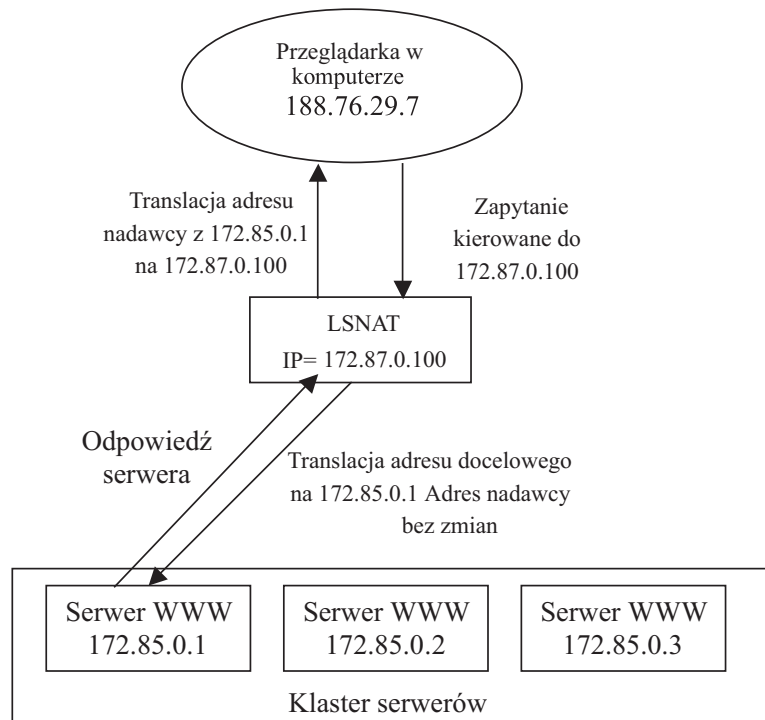 Przeglądarka w
komputerze
188.76.29.7
Translacja adresu
nadawcy z 172.85.0.1
na 172.87.0.100
Zapytanie
kierowane do
172.87.0.100
LSNAT
IP= 172.87.0.100
Odpowiedź
serwera
Translacja adresu docelowego
na 172.85.0.1 Adres nadawcy
bez zmian
Serwer WWW
172.85.0.1
Serwer WWW
172.85.0.2
Serwer WWW
172.85.0.3
Klaster serwerów